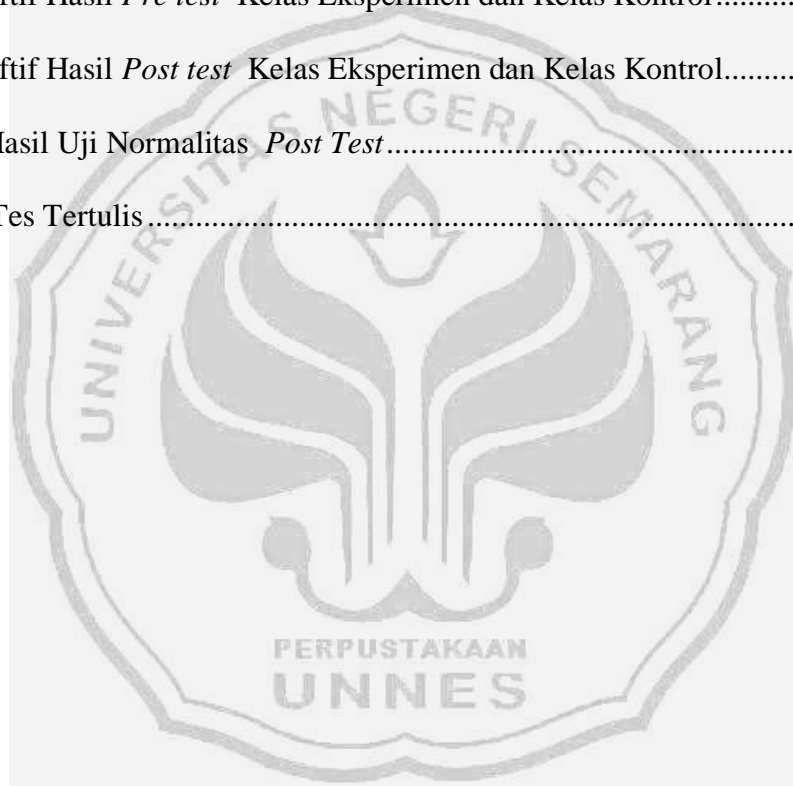 ftif Hasil Pre test Kelas Eksperimen dan Kelas Kontrol.........
ftif Hasil Post test Kelas Eksperimen dan Kelas Kontrol.........
Hasil Uji Normalitas Post Test...................................................
Tes Tertulis................................................................................
UNIVERSITAS NEGERI SEMARANG
PERPUSTAKAAN
UNNES